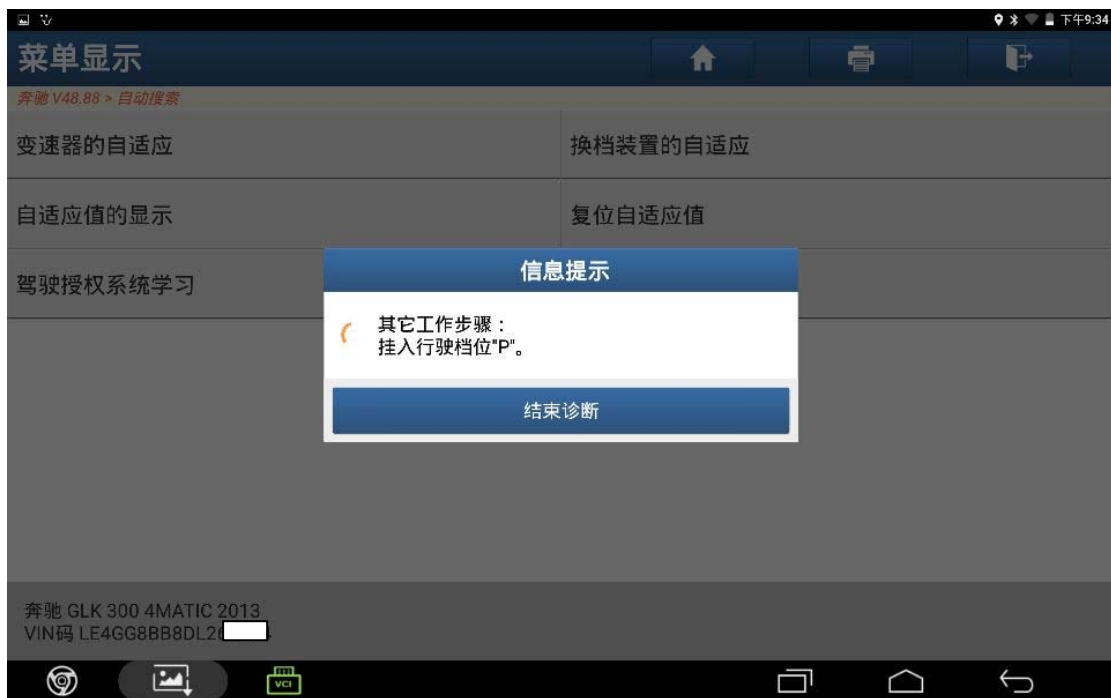 下午9:34
菜单显示
奔驰 V48.88 > 自动搜索
变速器的自适应
换档装置的自适应
自适应值的显示
复位自适应值
驾驶授权系统学习
信息提示
其它工作步骤：
挂入行驶档位"P"。
结束诊断
奔驰 GLK 300 4MATIC 2013
VIN码 LE4GG8BB8DL2
VCI